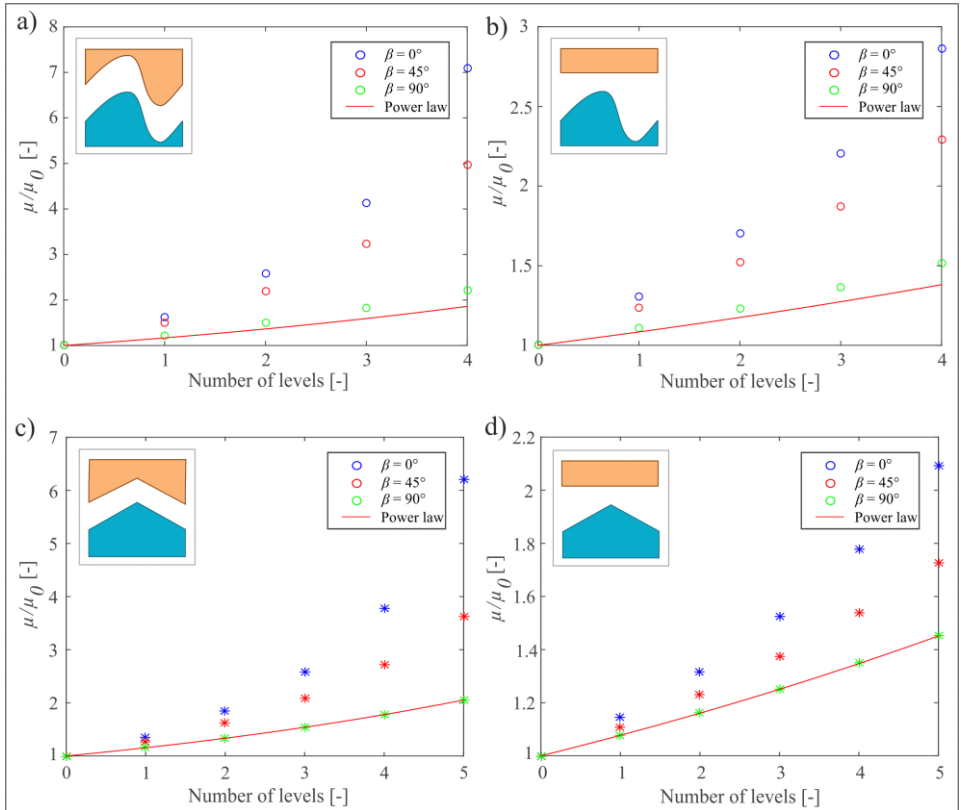 a)
8
7
6
5
4
3
2
1
0 1 2 3 4
μ/μ0 [-]
Number of levels [-]
β = 0°
β = 45°
β = 90°
Power law
b)
3
2.5
2
1.5
1
0 1 2 3 4
μ/μ0 [-]
Number of levels [-]
β = 0°
β = 45°
β = 90°
Power law
c)
7
6
5
4
3
2
1
0 1 2 3 4 5
μ/μ0 [-]
Number of levels [-]
β = 0°
β = 45°
β = 90°
Power law
d)
2.2
2
1.8
1.6
1.4
1.2
1
0 1 2 3 4 5
μ/μ0 [-]
Number of levels [-]
β = 0°
β = 45°
β = 90°
Power law